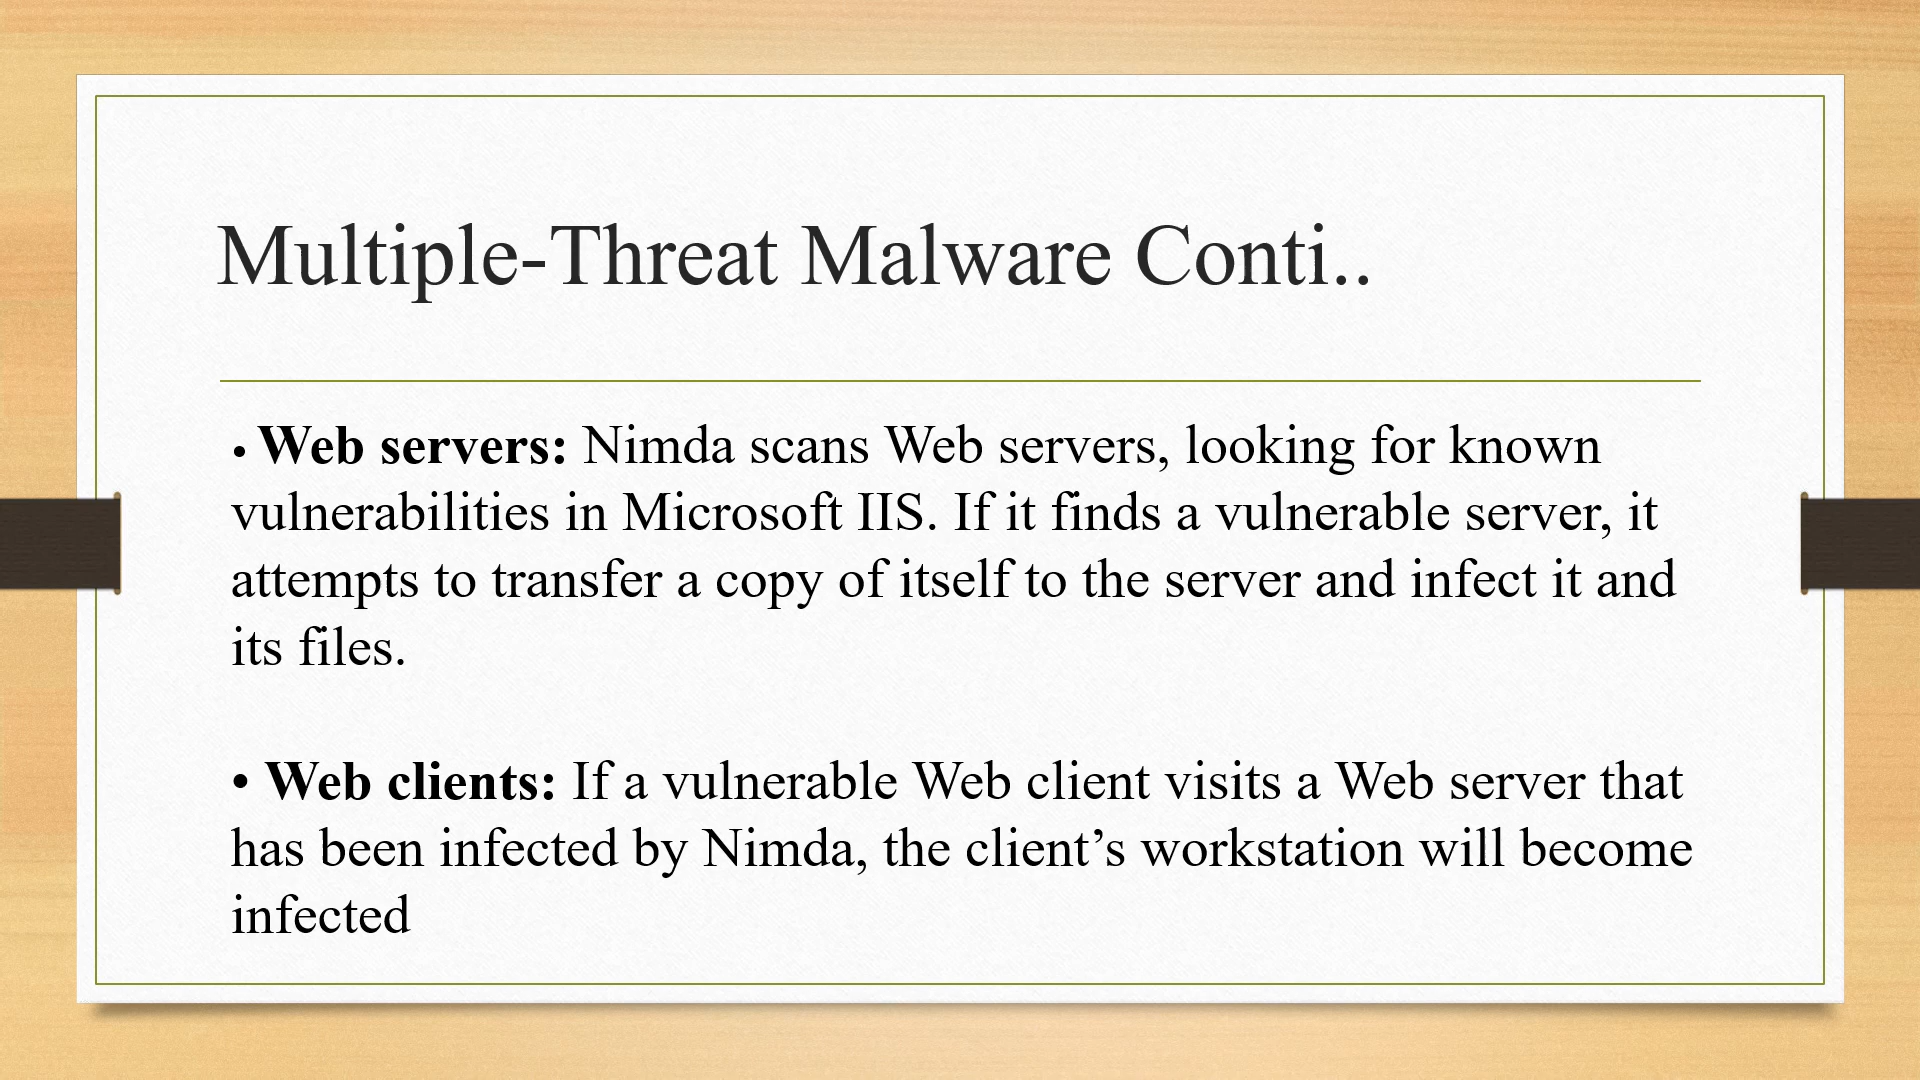 Multiple-Threat Malware Conti..
• Web servers: Nimda scans Web servers, looking for known
vulnerabilities in Microsoft IIS. If it finds a vulnerable server, it
attempts to transfer a copy of itself to the server and infect it and
its files.
• Web clients: If a vulnerable Web client visits a Web server that
has been infected by Nimda, the client’s workstation will become
infected